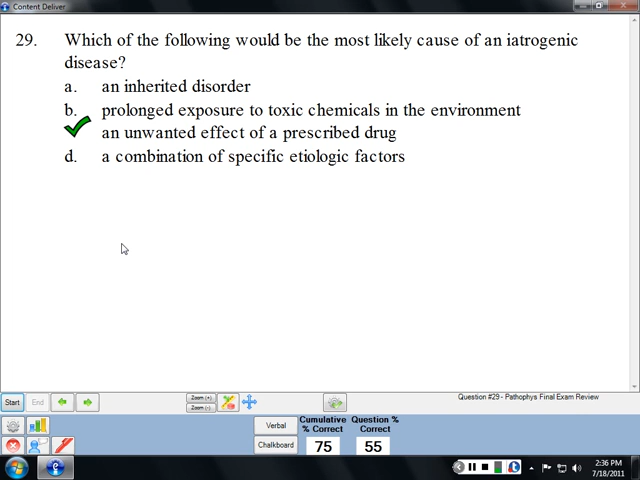 Content Deliver
29. Which of the following would be the most likely cause of an iatrogenic
disease?
a. an inherited disorder
b. prolonged exposure to toxic chemicals in the environment
an unwanted effect of a prescribed drug
d. a combination of specific etiologic factors
Start End Zoom (+) Question #29 - Pathophys Final Exam Review
Zoom (-)
Verbal Cumulative Question %
% Correct Correct
Chalkboard 75 55
2:36 PM
7/18/2011